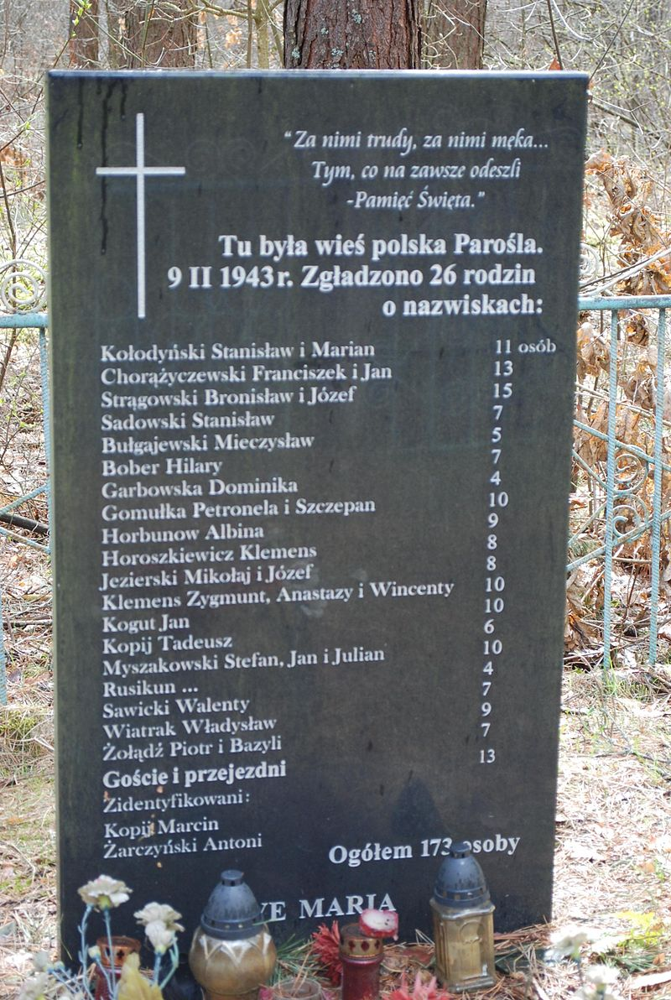 “Za nimi trudy, za nimi męka...
Tym, co na zawsze odeszli
-Pamięć Święta.”
Tu była wieś polska Parośla.
9 II 1943 r. Zgładzono 26 rodzin
o nazwiskach:
Kołodyński Stanisław i Marian 11 osób
Chorążyczewski Franciszek i Jan 13
Strągowski Bronisław i Józef 15
Sadowski Stanisław 7
Bułgajewski Mieczysław 5
Bober Hilary 7
Garbowska Dominika 4
Gomułka Petronela i Szczepan 10
Horbunow Albina 9
Horoszkiewicz Klemens 8
Jezierski Mikołaj i Józef 8
Klemens Zygmunt, Anastazy i Wincenty 10
Kogut Jan 10
Kopij Tadeusz 6
Myszakowski Stefan, Jan i Julian 10
Rusikun ... 4
Sawicki Walenty 7
Wiatrak Władysław 9
Żołądź Piotr i Bazyli 7
Goście i przejezdni 13
Zidentyfikowani:
Kopij Marcin
Żarczyński Antoni
Ogółem 173 osoby
VE MARIA